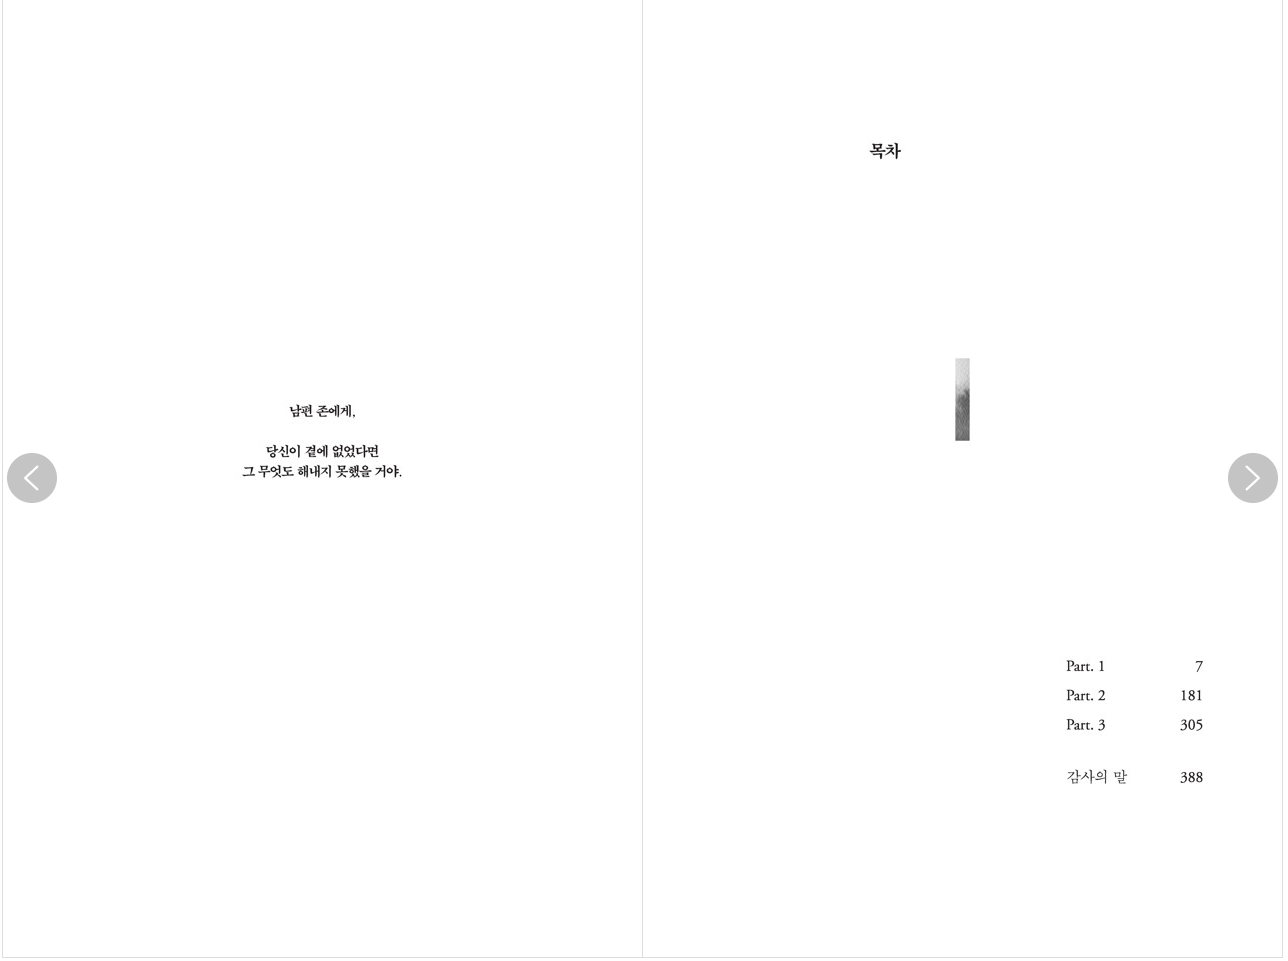 남편 존에게,
당신이 곁에 없었다면
그 무엇도 해내지 못했을 거야.
목차
Part. 1 7
Part. 2 181
Part. 3 305
감사의 말 388